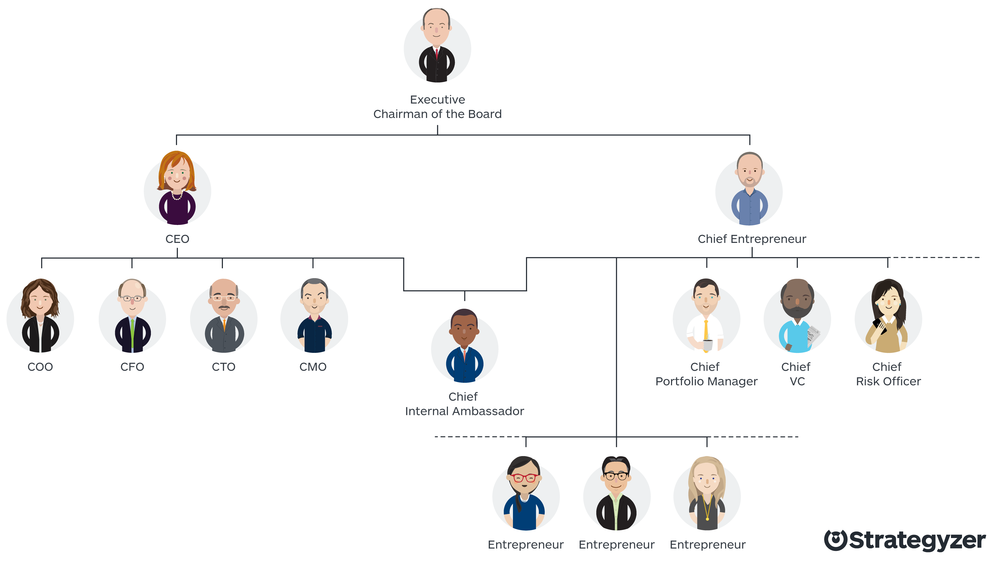 Executive
Chairman of the Board
CEO
Chief Entrepreneur
COO
CFO
CTO
CMO
Chief
Internal Ambassador
Chief
Portfolio Manager
Chief
VC
Chief
Risk Officer
Entrepreneur
Entrepreneur
Entrepreneur
Strategyzer